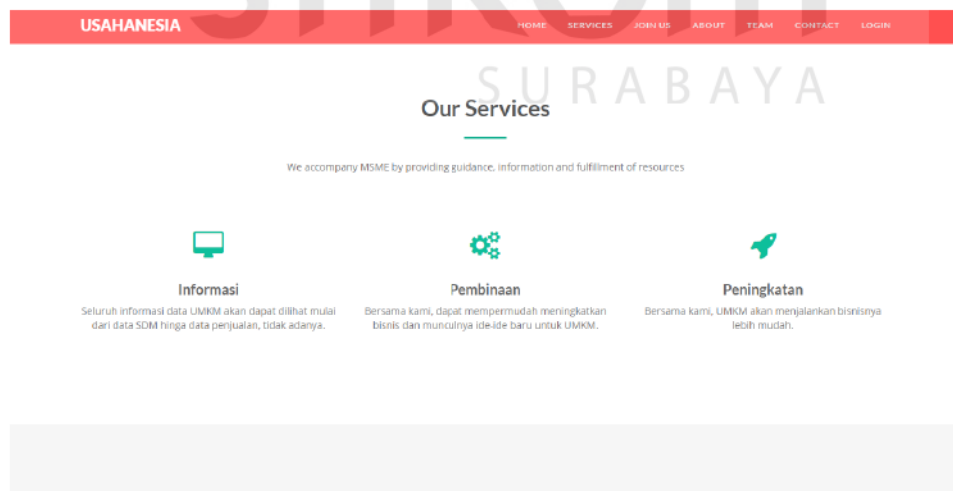 USAHANESIA
HOME SERVICES JOIN US ABOUT TEAM CONTACT LOGIN
SURABAYA
Our Services
We accompany MSME by providing guidance, information and fulfillment of resources
Informasi
Seluruh informasi data UMKM akan dapat dilihat mulai
dari data SDM hingga data penjualan, tidak adanya.
Pembinaan
Bersama kami, dapat mempermudah meningkatkan
bisnis dan munculnya ide-ide baru untuk UMKM.
Peningkatan
Bersama kami, UMKM akan menjalankan bisnisnya
lebih mudah.